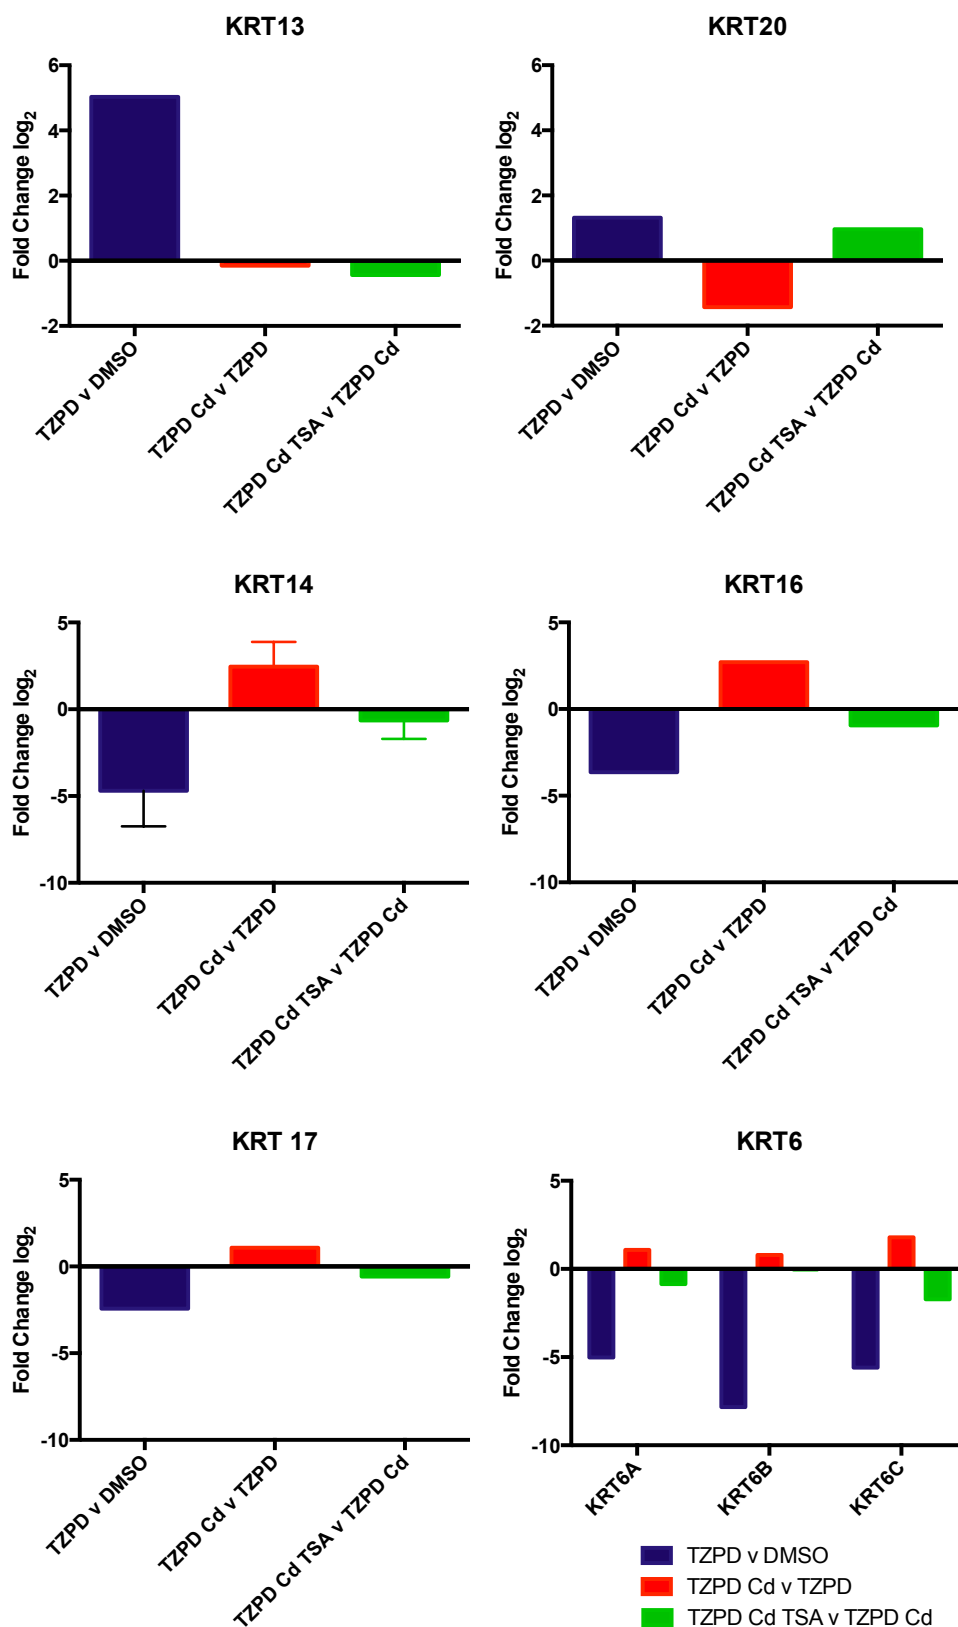 KRT13
Fold Change log2
6
4
2
0
-2
TZPD v DMSO
TZPD Cd v TZPD
TZPD Cd TSA v TZPD Cd
KRT20
Fold Change log2
6
4
2
0
-2
TZPD v DMSO
TZPD Cd v TZPD
TZPD Cd TSA v TZPD Cd
KRT14
Fold Change log2
5
0
-5
-10
TZPD v DMSO
TZPD Cd v TZPD
TZPD Cd TSA v TZPD Cd
KRT16
Fold Change log2
5
0
-5
-10
TZPD v DMSO
TZPD Cd v TZPD
TZPD Cd TSA v TZPD Cd
KRT 17
Fold Change log2
5
0
-5
-10
TZPD v DMSO
TZPD Cd v TZPD
TZPD Cd TSA v TZPD Cd
KRT6
Fold Change log2
5
0
-5
-10
KRT6A
KRT6B
KRT6C
TZPD v DMSO
TZPD Cd v TZPD
TZPD Cd TSA v TZPD Cd